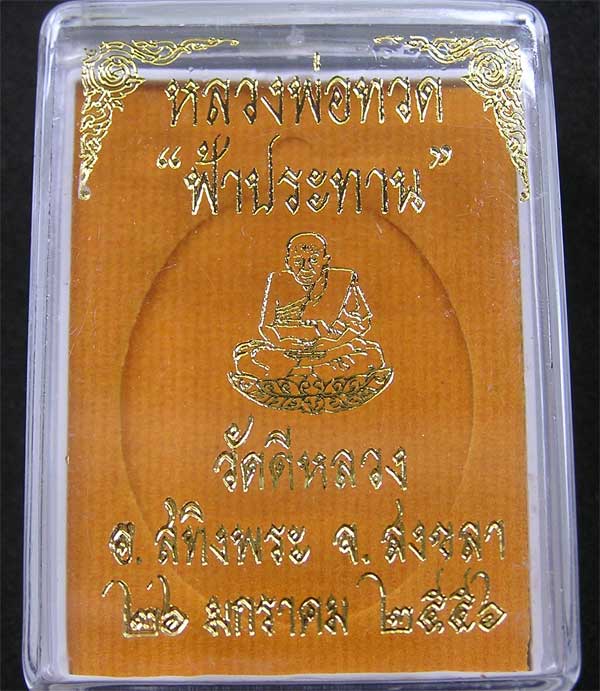 หลวงพ่อทวด
“ฟ้าประทาน”
วัดดีหลวง
อ. สทิงพระ จ. สงขลา
๒๖ มกราคม ๒๕๕๖